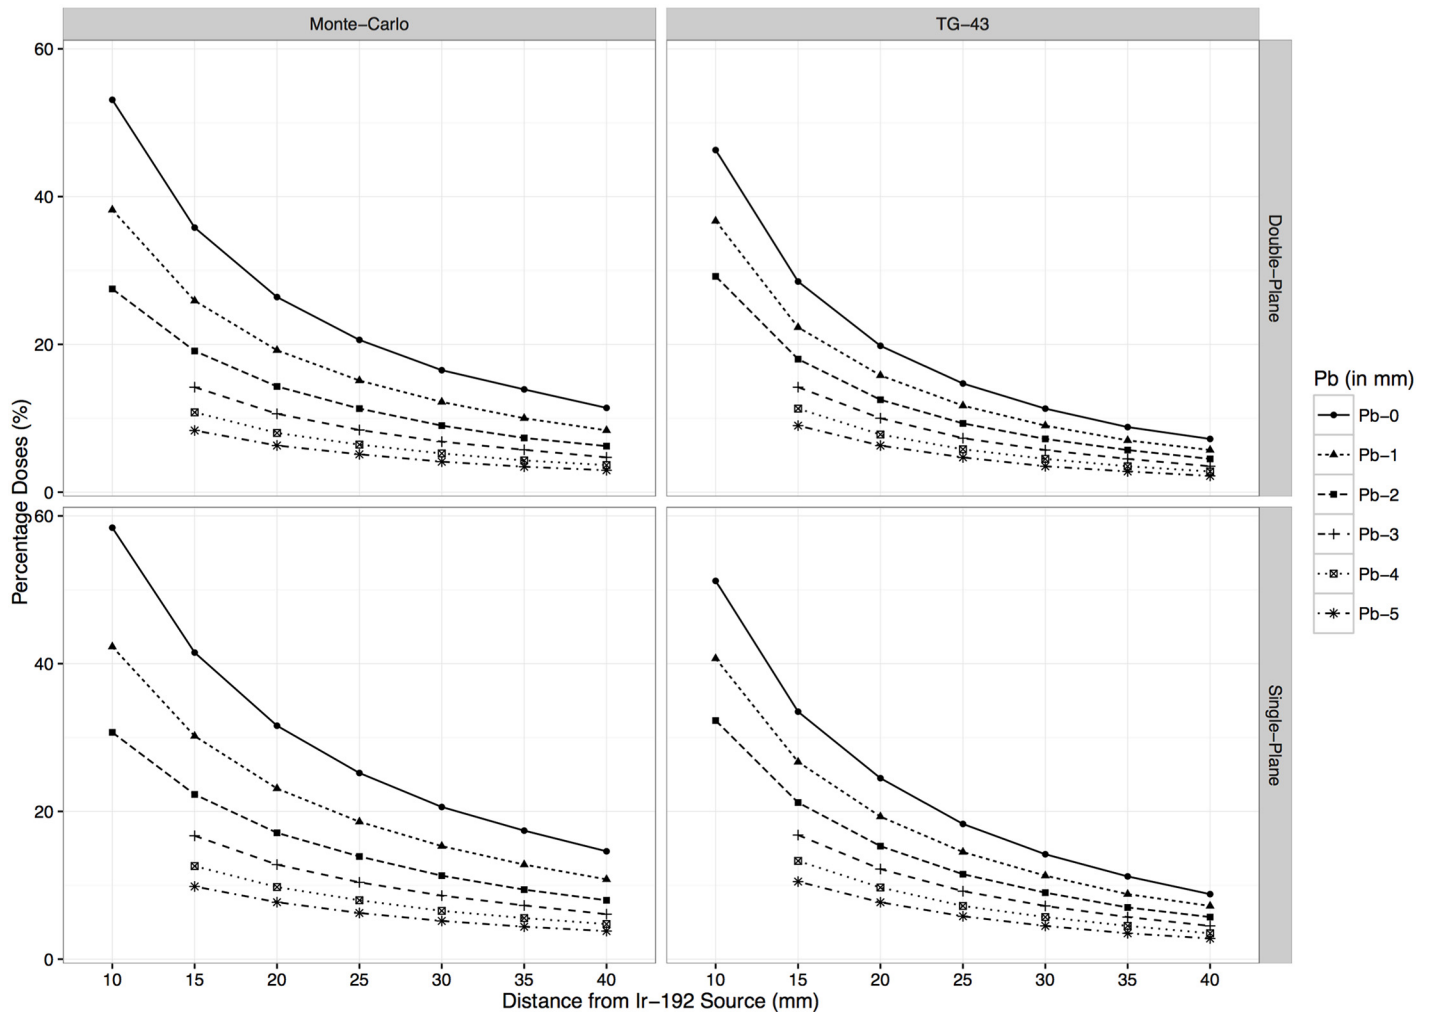 Monte−Carlo
TG−43
60
40
20
0
Double−Plane
60
40
20
0
Single−Plane
Percentage Doses (%)
10 15 20 25 30 35 40
10 15 20 25 30 35 40
Distance from Ir−192 Source (mm)
Pb (in mm)
Pb−0
Pb−1
Pb−2
Pb−3
Pb−4
Pb−5